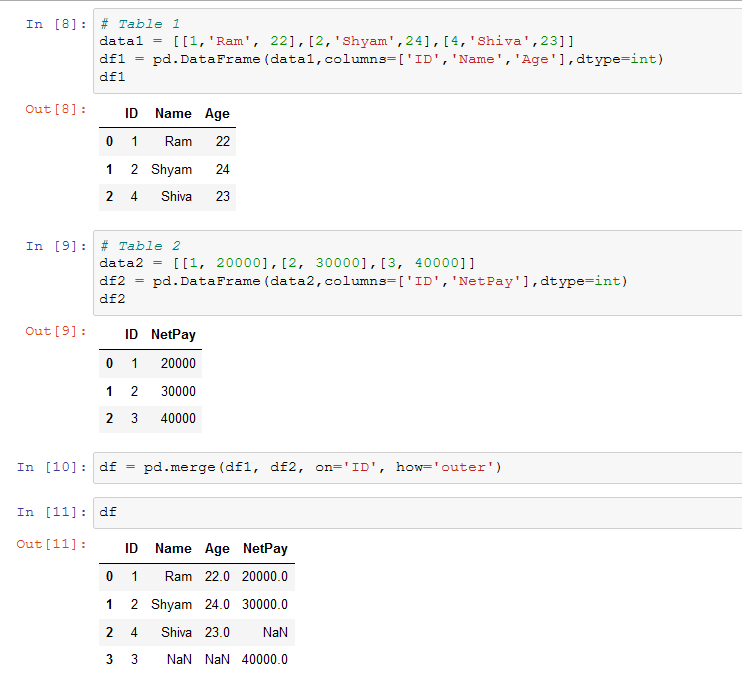 In [8]: # Table 1
data1 = [[1,'Ram', 22],[2,'Shyam',24],[4,'Shiva',23]]
df1 = pd.DataFrame(data1,columns=['ID','Name','Age'],dtype=int)
df1
Out[8]:
ID Name Age
0 1 Ram 22
1 2 Shyam 24
2 4 Shiva 23
In [9]: # Table 2
data2 = [[1, 20000],[2, 30000],[3, 40000]]
df2 = pd.DataFrame(data2,columns=['ID','NetPay'],dtype=int)
df2
Out[9]:
ID NetPay
0 1 20000
1 2 30000
2 3 40000
In [10]: df = pd.merge(df1, df2, on='ID', how='outer')
In [11]: df
Out[11]:
ID Name Age NetPay
0 1 Ram 22.0 20000.0
1 2 Shyam 24.0 30000.0
2 4 Shiva 23.0 NaN
3 3 NaN NaN 40000.0